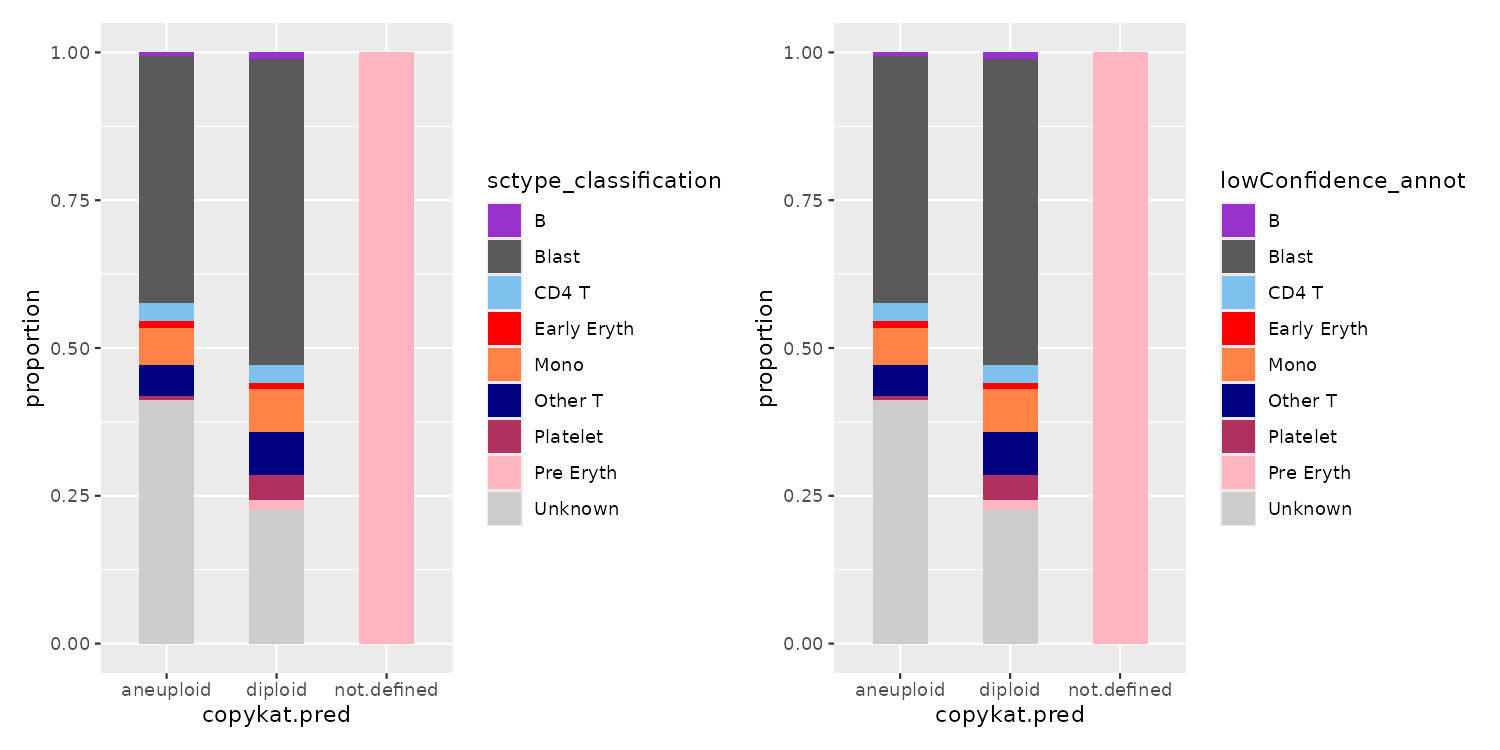 1.00
0.75
0.50
0.25
0.00
proportion
aneuploid diploid not.defined
copykat.pred
sctype_classification
B
Blast
CD4 T
Early Eryth
Mono
Other T
Platelet
Pre Eryth
Unknown
1.00
0.75
0.50
0.25
0.00
proportion
aneuploid diploid not.defined
copykat.pred
lowConfidence_annot
B
Blast
CD4 T
Early Eryth
Mono
Other T
Platelet
Pre Eryth
Unknown